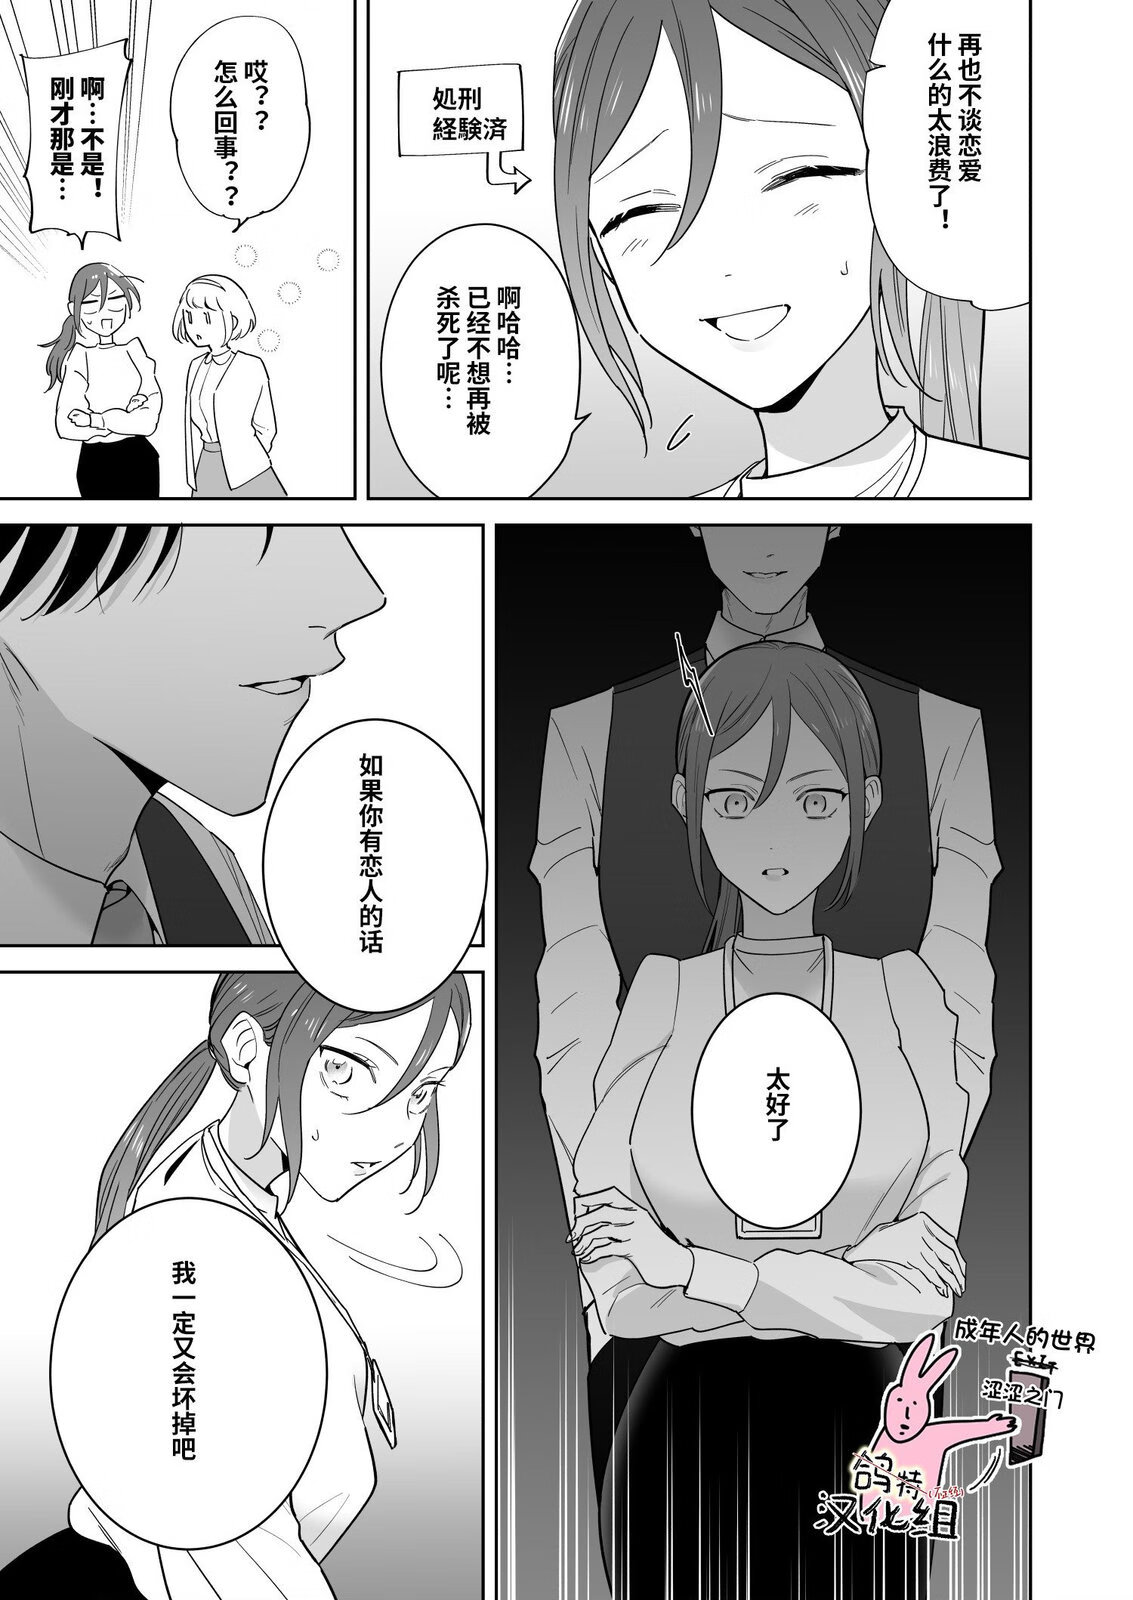 再也不谈恋爱
什么的太浪费了！
処刑
経験済
啊哈哈…
已经不想再被
杀死了呢…
哎？？
怎么回事？？
啊…不是！
刚才那是…
太好了
如果你有恋人的话
我一定又会坏掉吧
成年人的世界
EXIT
涩涩之门
鸽特
(不正经)
汉化组